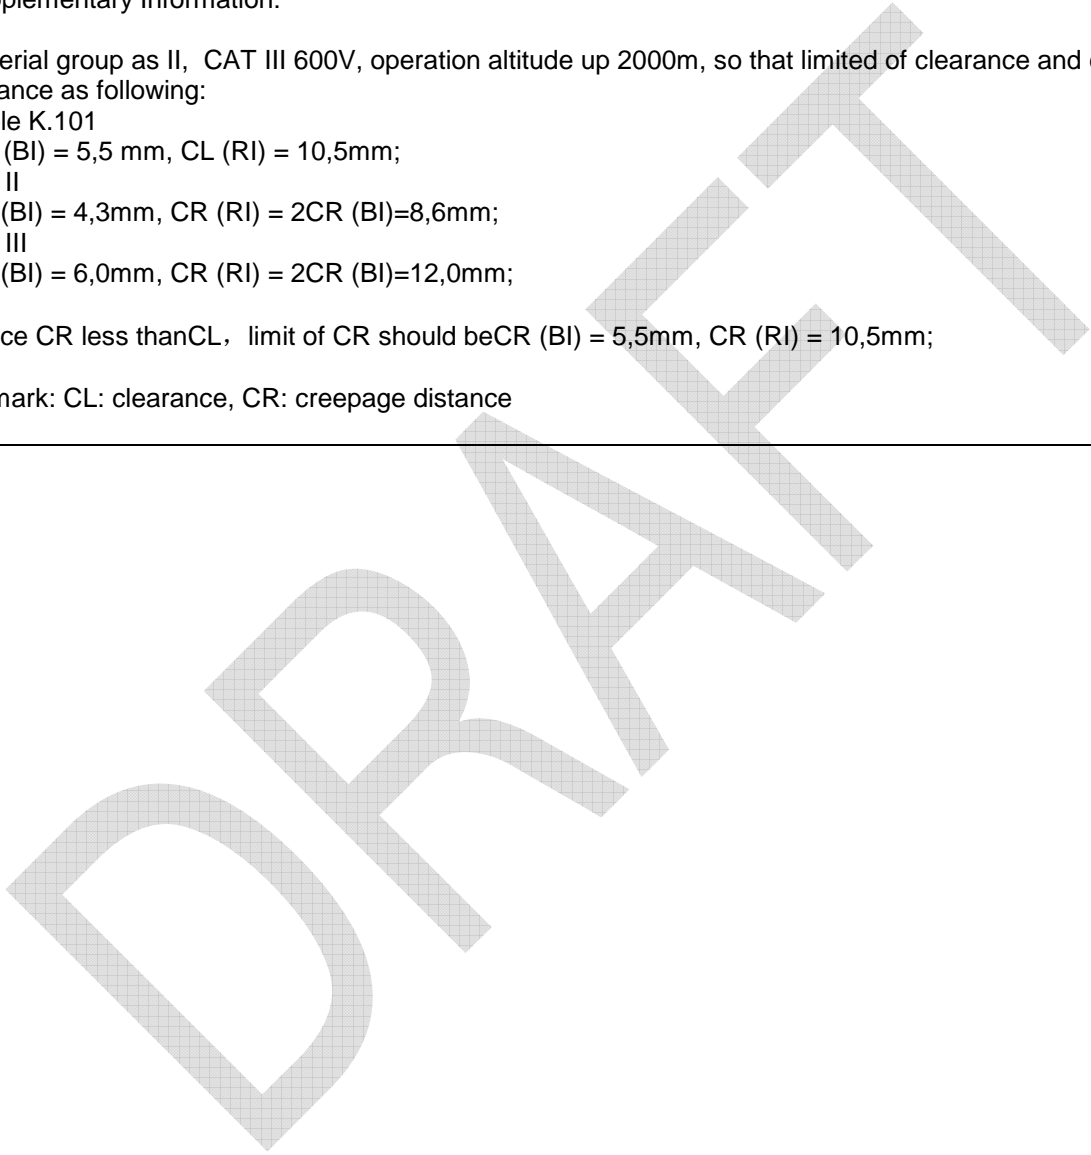 plementary information:
erial group as II, CAT III 600V, operation altitude up 2000m, so that limited of clearance and
ance as following:
le K.101
(BI) = 5,5 mm, CL (RI) = 10,5mm;
II
(BI) = 4,3mm, CR (RI) = 2CR (BI)=8,6mm;
III
(BI) = 6,0mm, CR (RI) = 2CR (BI)=12,0mm;
ce CR less thanCL，limit of CR should beCR (BI) = 5,5mm, CR (RI) = 10,5mm;
mark: CL: clearance, CR: creepage distance
DRAFT